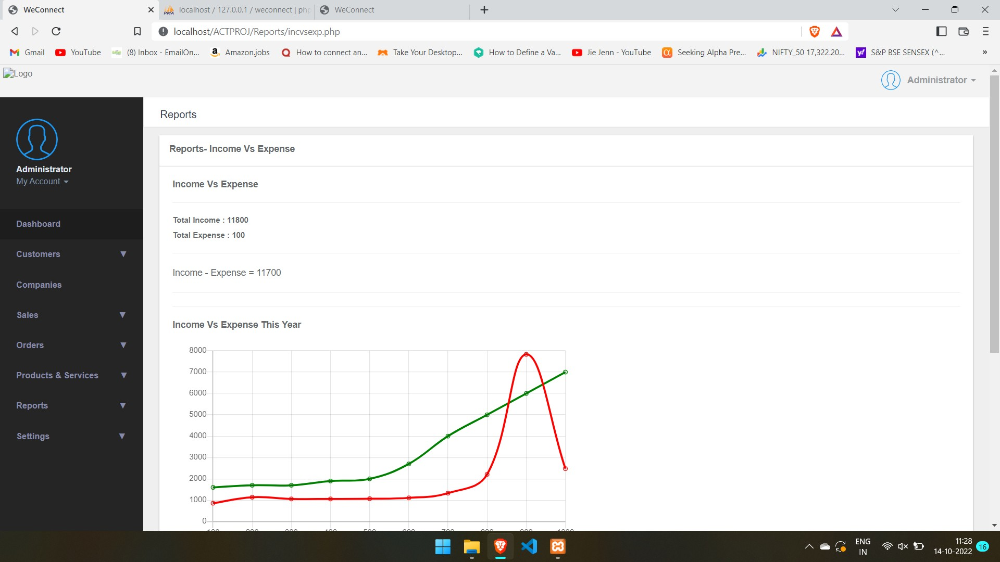 WeConnect
localhost / 127.0.0.1 / weconnect | php
WeConnect
localhost/ACTPROJ/Reports/incvsexp.php
Gmail
YouTube
(8) Inbox - EmailOn...
Amazon.jobs
How to connect an...
Take Your Desktop...
How to Define a Va...
Jie Jenn - YouTube
Seeking Alpha Pre...
NIFTY_50 17,322.20...
S&P BSE SENSEX (^...
Logo
Administrator
Administrator
My Account
Dashboard
Customers
Companies
Sales
Orders
Products & Services
Reports
Settings
Reports
Reports- Income Vs Expense
Income Vs Expense
Total Income : 11800
Total Expense : 100
Income - Expense = 11700
Income Vs Expense This Year
8000
7000
6000
5000
4000
3000
2000
1000
0
ENG
IN
11:28
14-10-2022
16